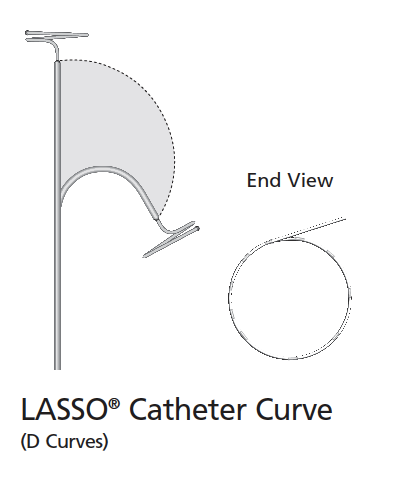 End View
LASSO® Catheter Curve
(D Curves)